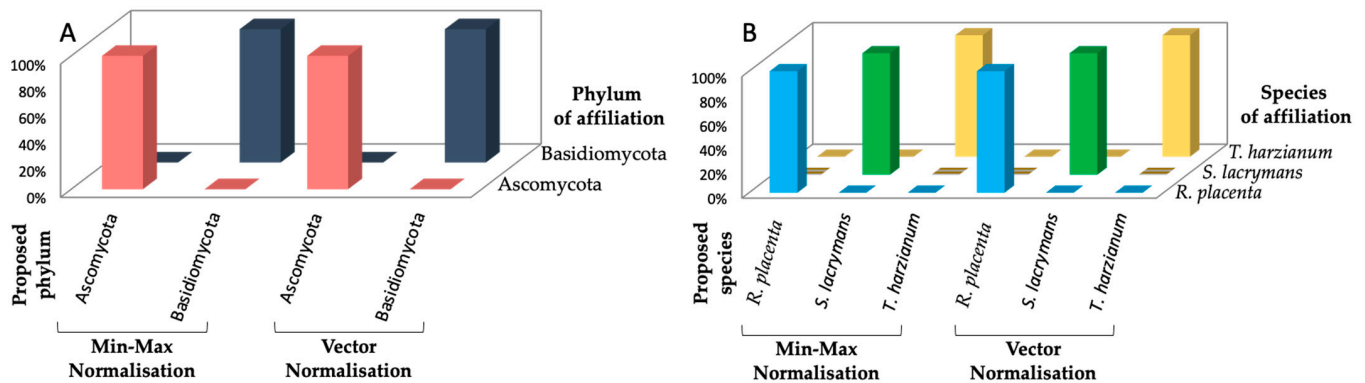 A
100%
80%
60%
40%
20%
0%
Phylum
of affiliation
Basidiomycota
Ascomycota
Proposed
phylum
Ascomycota
Basidiomycota
Ascomycota
Basidiomycota
Min-Max
Normalisation
Vector
Normalisation
B
100%
80%
60%
40%
20%
0%
Species
of affiliation
T. harzianum
S. lacrymans
R. placenta
Proposed
species
R. placenta
S. lacrymans
T. harzianum
R. placenta
S. lacrymans
T. harzianum
Min-Max
Normalisation
Vector
Normalisation